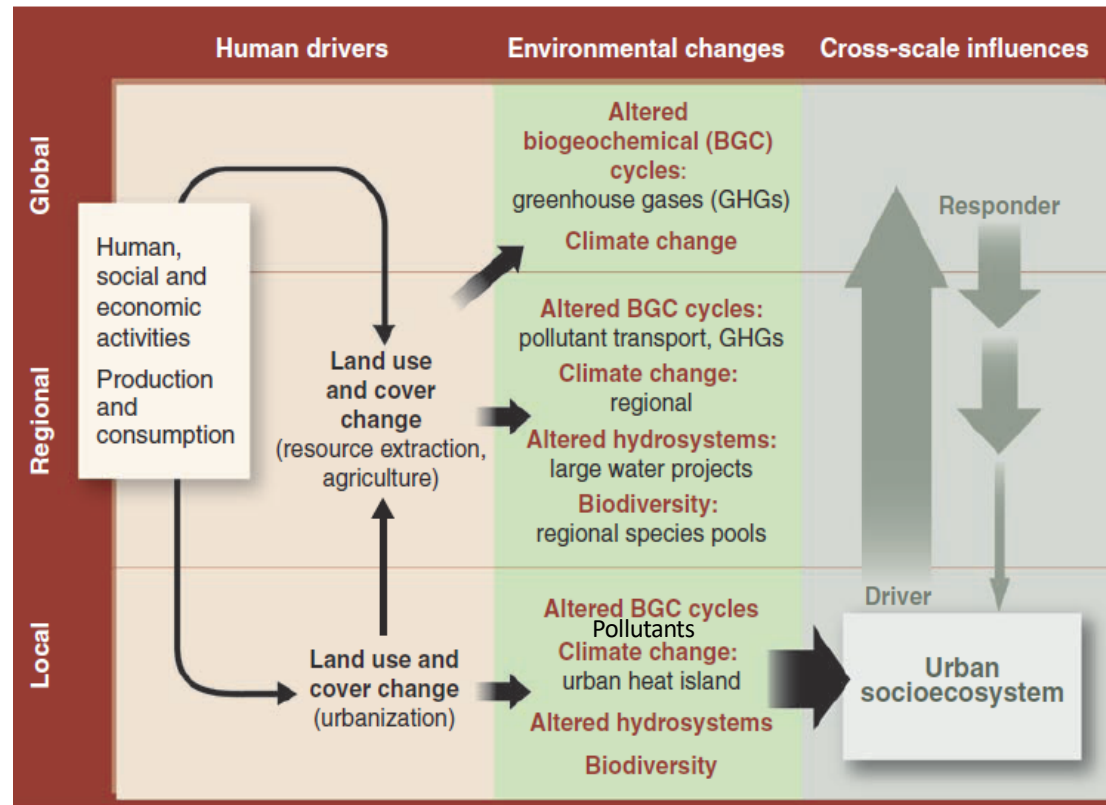 Human drivers
Environmental changes
Cross-scale influences
Global
Regional
Local
Human,
social and
economic
activities
Production
and
consumption
Land use
and cover
change
(resource extraction,
agriculture)
Land use and
cover change
(urbanization)
Altered
biogeochemical (BGC)
cycles:
greenhouse gases (GHGs)
Climate change
Altered BGC cycles:
pollutant transport, GHGs
Climate change:
regional
Altered hydrosystems:
large water projects
Biodiversity:
regional species pools
Altered BGC cycles
Pollutants
Climate change:
urban heat island
Altered hydrosystems
Biodiversity
Responder
Driver
Urban
socioecosystem